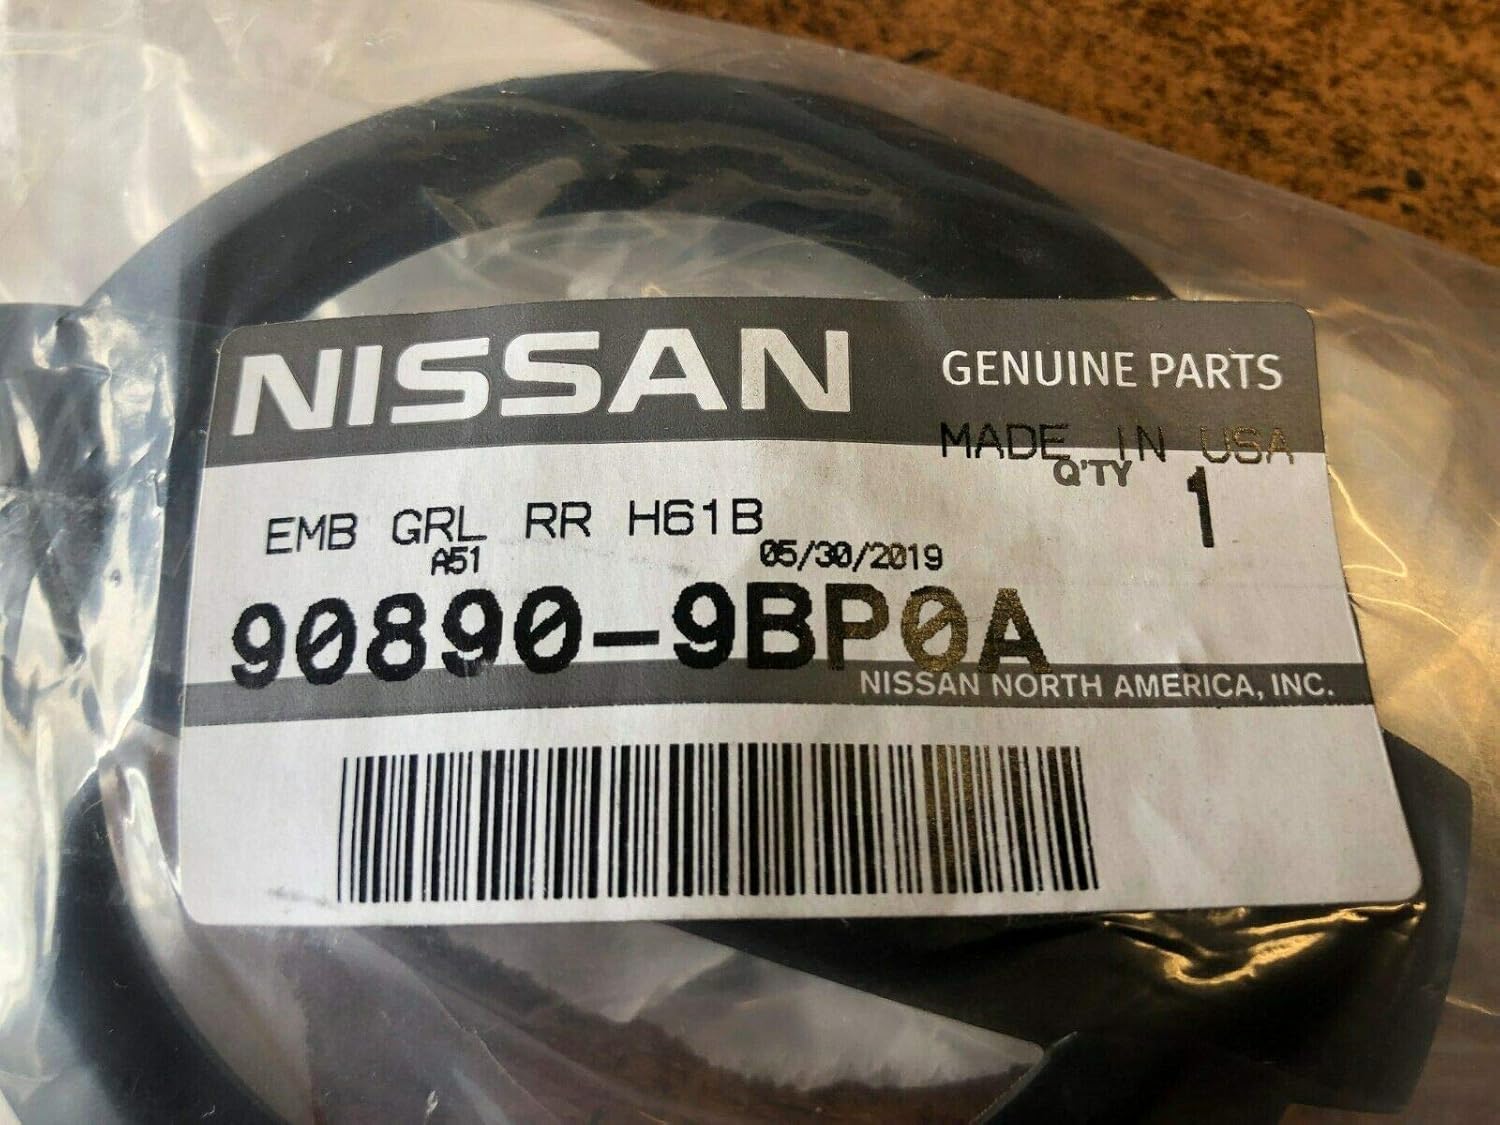 NISSAN GENUINE PARTS
MADE IN USA
Q'TY 1
EMB GRL RR H61B
A51 05/30/2019
90890-9BP0A
NISSAN NORTH AMERICA, INC.